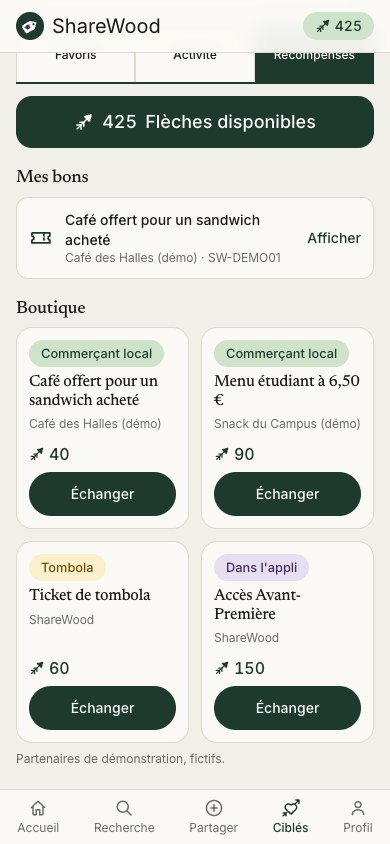 ShareWood
425
Favoris
Activité
Récompenses
425 Flèches disponibles
Mes bons
Café offert pour un sandwich
acheté
Café des Halles (démo) · SW-DEMO01
Afficher
Boutique
Commerçant local
Café offert pour un
sandwich acheté
Café des Halles (démo)
40
Échanger
Commerçant local
Menu étudiant à 6,50
€
Snack du Campus (démo)
90
Échanger
Tombola
Ticket de tombola
ShareWood
60
Échanger
Dans l'appli
Accès Avant-
Première
ShareWood
150
Échanger
Partenaires de démonstration, fictifs.
Accueil
Recherche
Partager
Ciblés
Profil